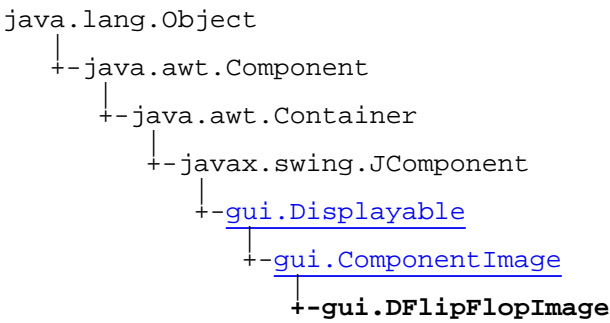 java.lang.Object
|
+-java.awt.Component
|
+-java.awt.Container
|
+-javax.swing.JComponent
|
+-gui.Displayable
|
+-gui.ComponentImage
|
+-gui.DFlipFlopImage